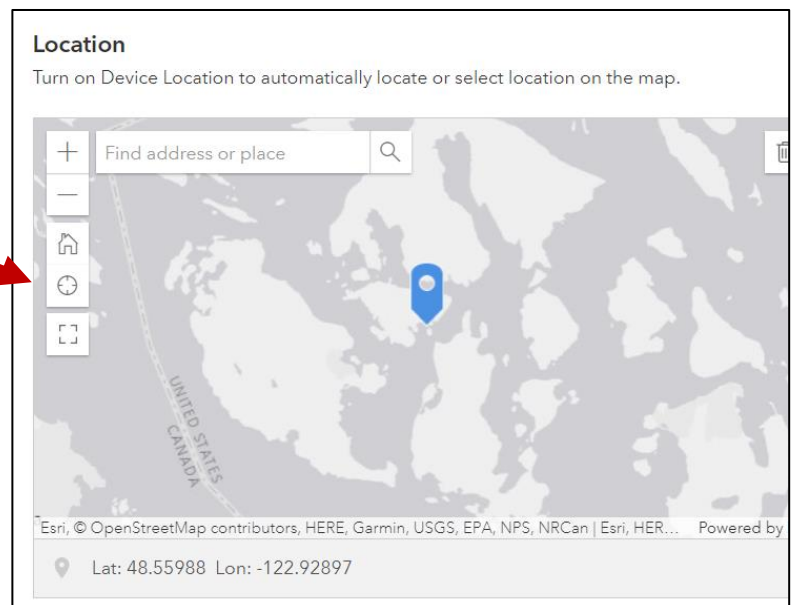 Location
Turn on Device Location to automatically locate or select location on the map.
Find address or place
UNITED STATES
CANADA
Esri, © OpenStreetMap contributors, HERE, Garmin, USGS, EPA, NPS, NRCan | Esri, HER... Powered by
Lat: 48.55988 Lon: -122.92897